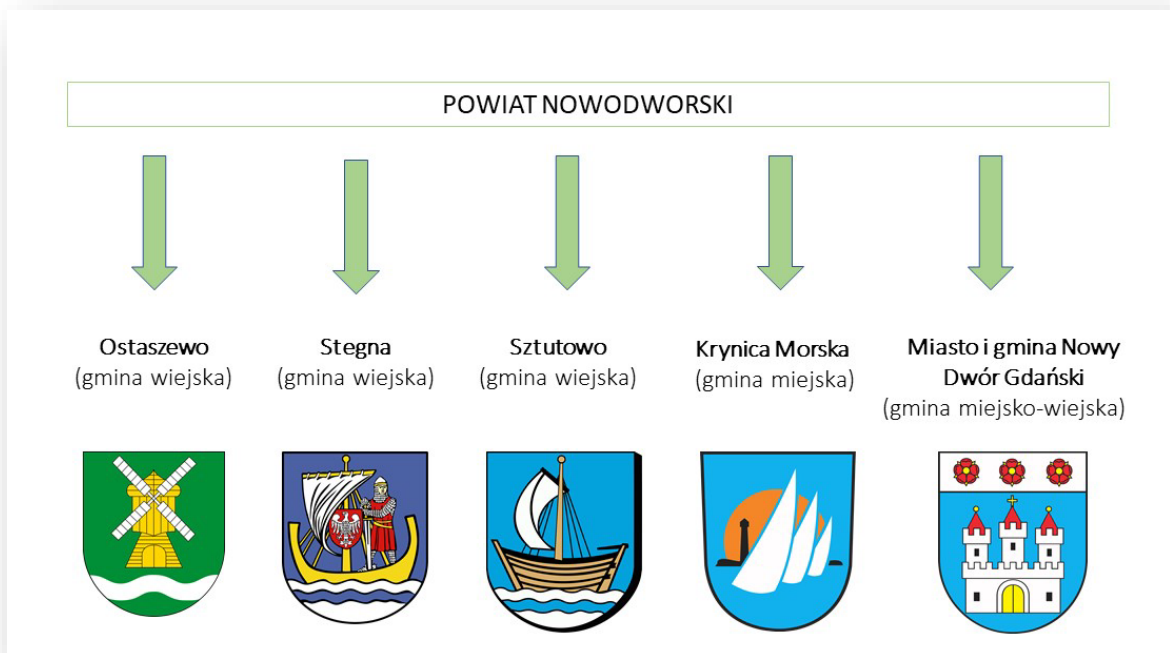 POWIAT NOWODWORSKI
Ostaszewo
(gmina wiejska)
Stegna
(gmina wiejska)
Sztutowo
(gmina wiejska)
Krynica Morska
(gmina miejska)
Miasto i gmina Nowy
Dwór Gdański
(gmina miejsko-wiejska)